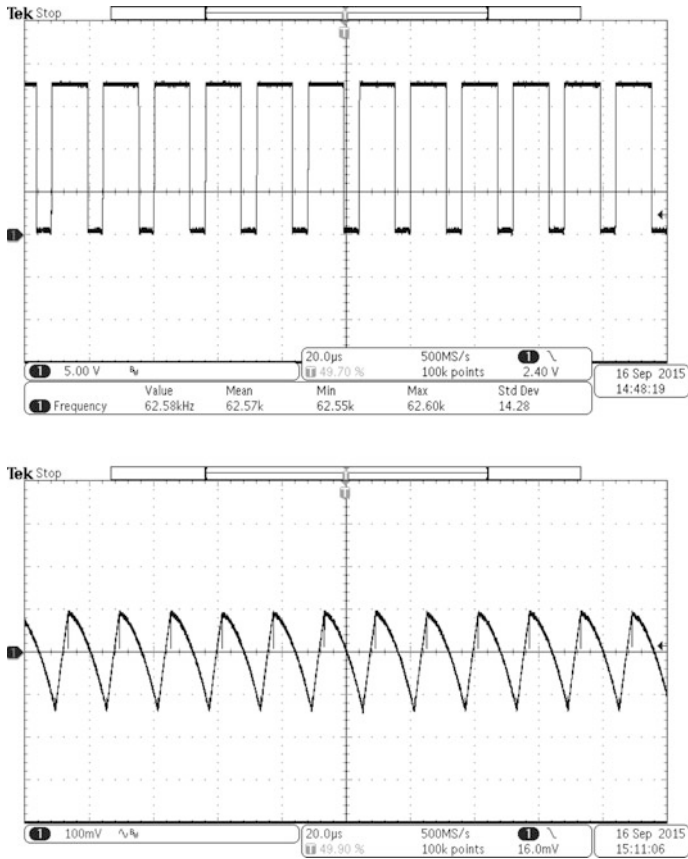 Tek Stop
T
T
1
20.0µs 500MS/s 1
1 5.00 V BW T 49.70 % 100k points 2.40 V
16 Sep 2015
14:48:19
Value Mean Min Max Std Dev
1 Frequency 62.58kHz 62.57k 62.55k 62.60k 14.28
Tek Stop
T
T
1
1 100mV BW 20.0µs 500MS/s 1
T 49.90 % 100k points 16.0mV
16 Sep 2015
15:11:06